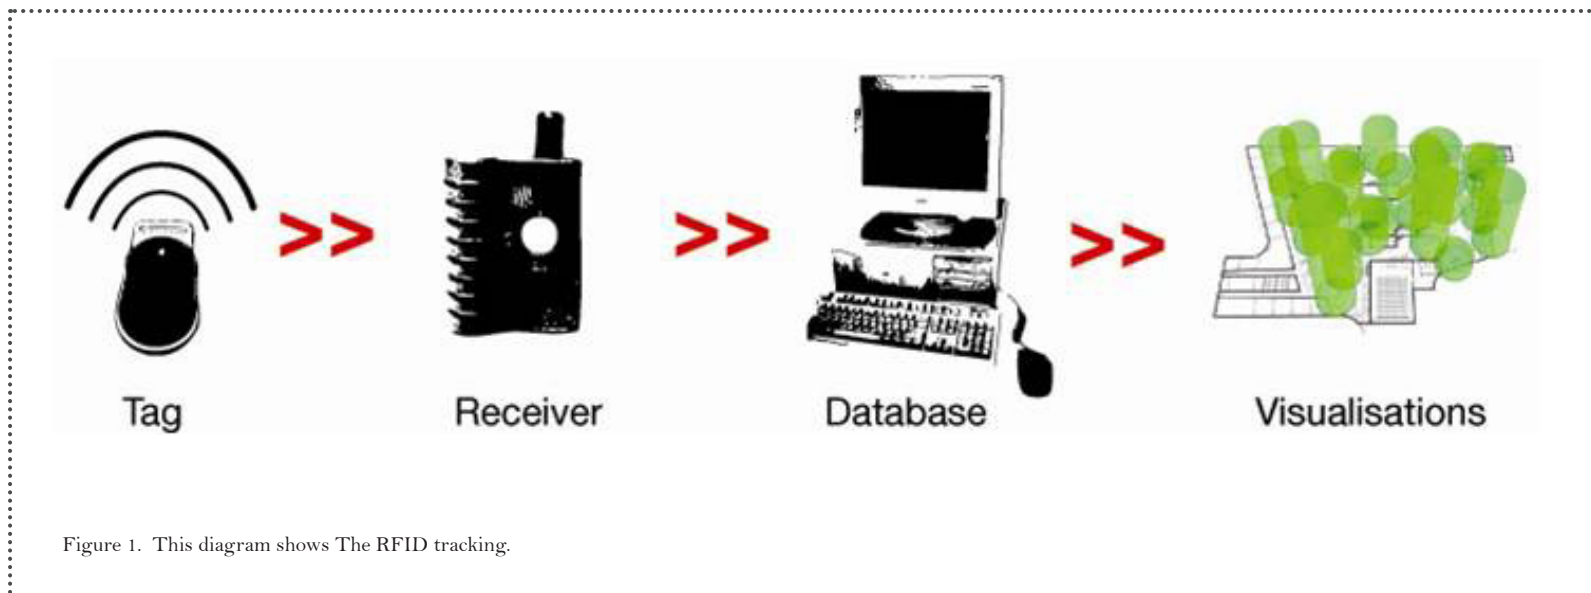 >> >> >>
Tag Receiver Database Visualisations
Figure 1. This diagram shows The RFID tracking.